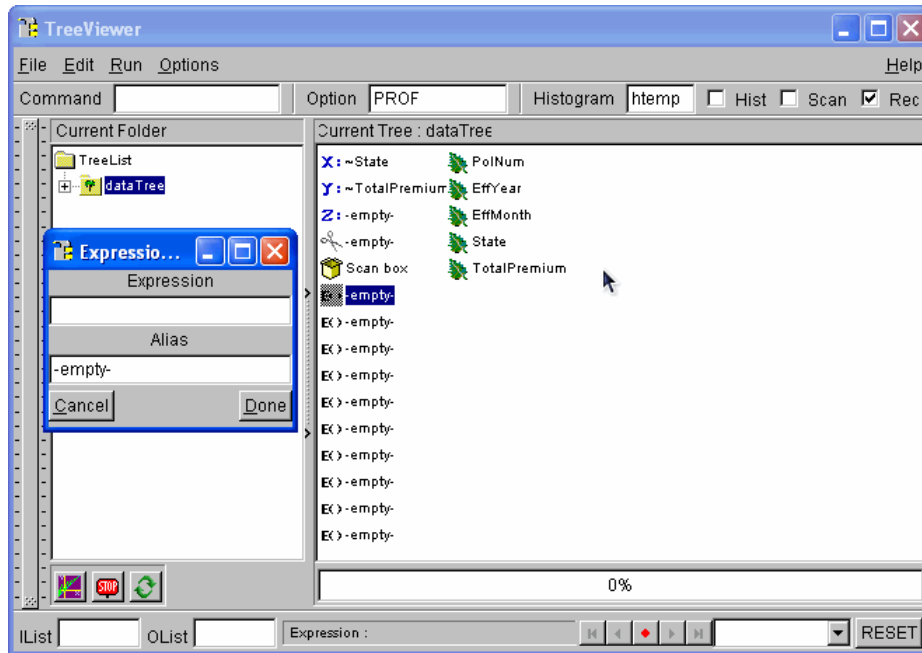 TreeViewer
File Edit Run Options Help
Command Option PROF Histogram htemp Hist Scan Rec
Current Folder
TreeList
dataTree
Expressio...
Expression
Alias
-empty-
Cancel Done
Current Tree : dataTree
X: ~State PolNum
Y: ~TotalPremium EffYear
Z: -empty- EffMonth
-empty- State
Scan box TotalPremium
E()-empty-
E()-empty-
E()-empty-
E()-empty-
E()-empty-
E()-empty-
E()-empty-
E()-empty-
E()-empty-
E()-empty-
STOP
0%
IList OList Expression : RESET